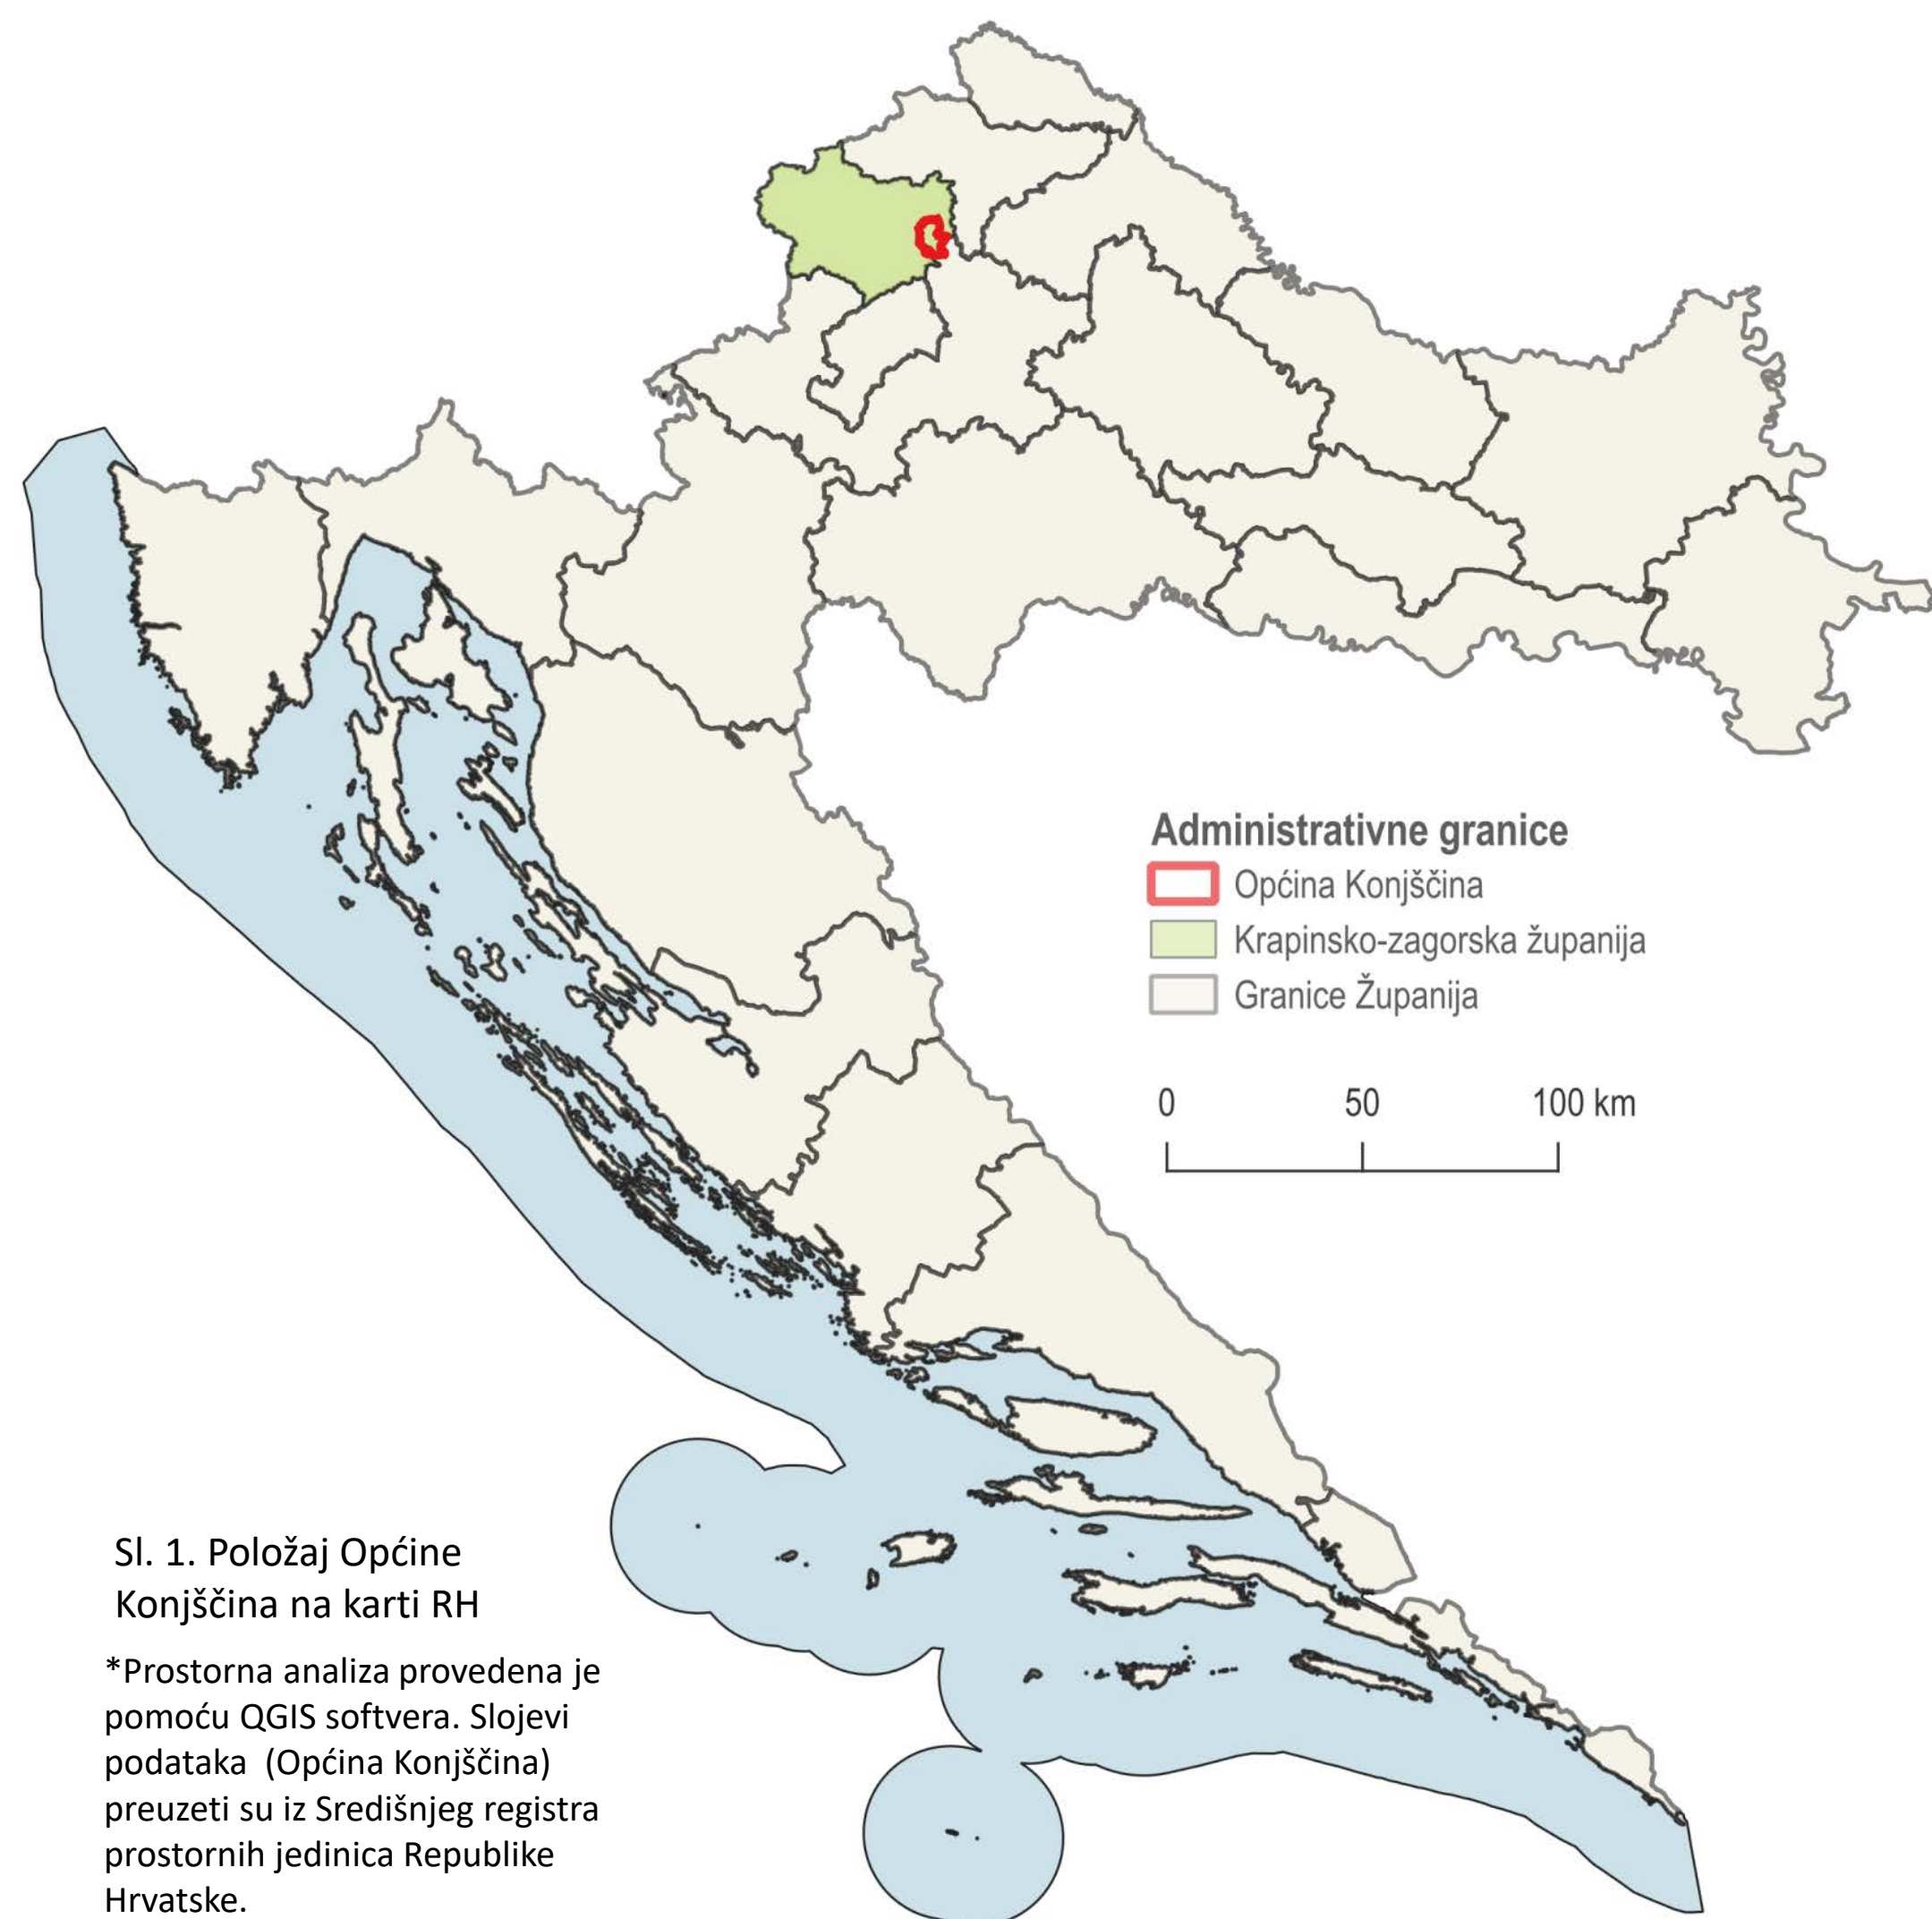 Administrativne granice
Općina Konjščina
Krapinsko-zagorska županija
Granice Županija
0 50 100 km
Sl. 1. Položaj Općine
Konjščina na karti RH
*Prostorna analiza provedena je
pomoću QGIS softvera. Slojevi
podataka (Općina Konjščina)
preuzeti su iz Središnjeg registra
prostornih jedinica Republike
Hrvatske.